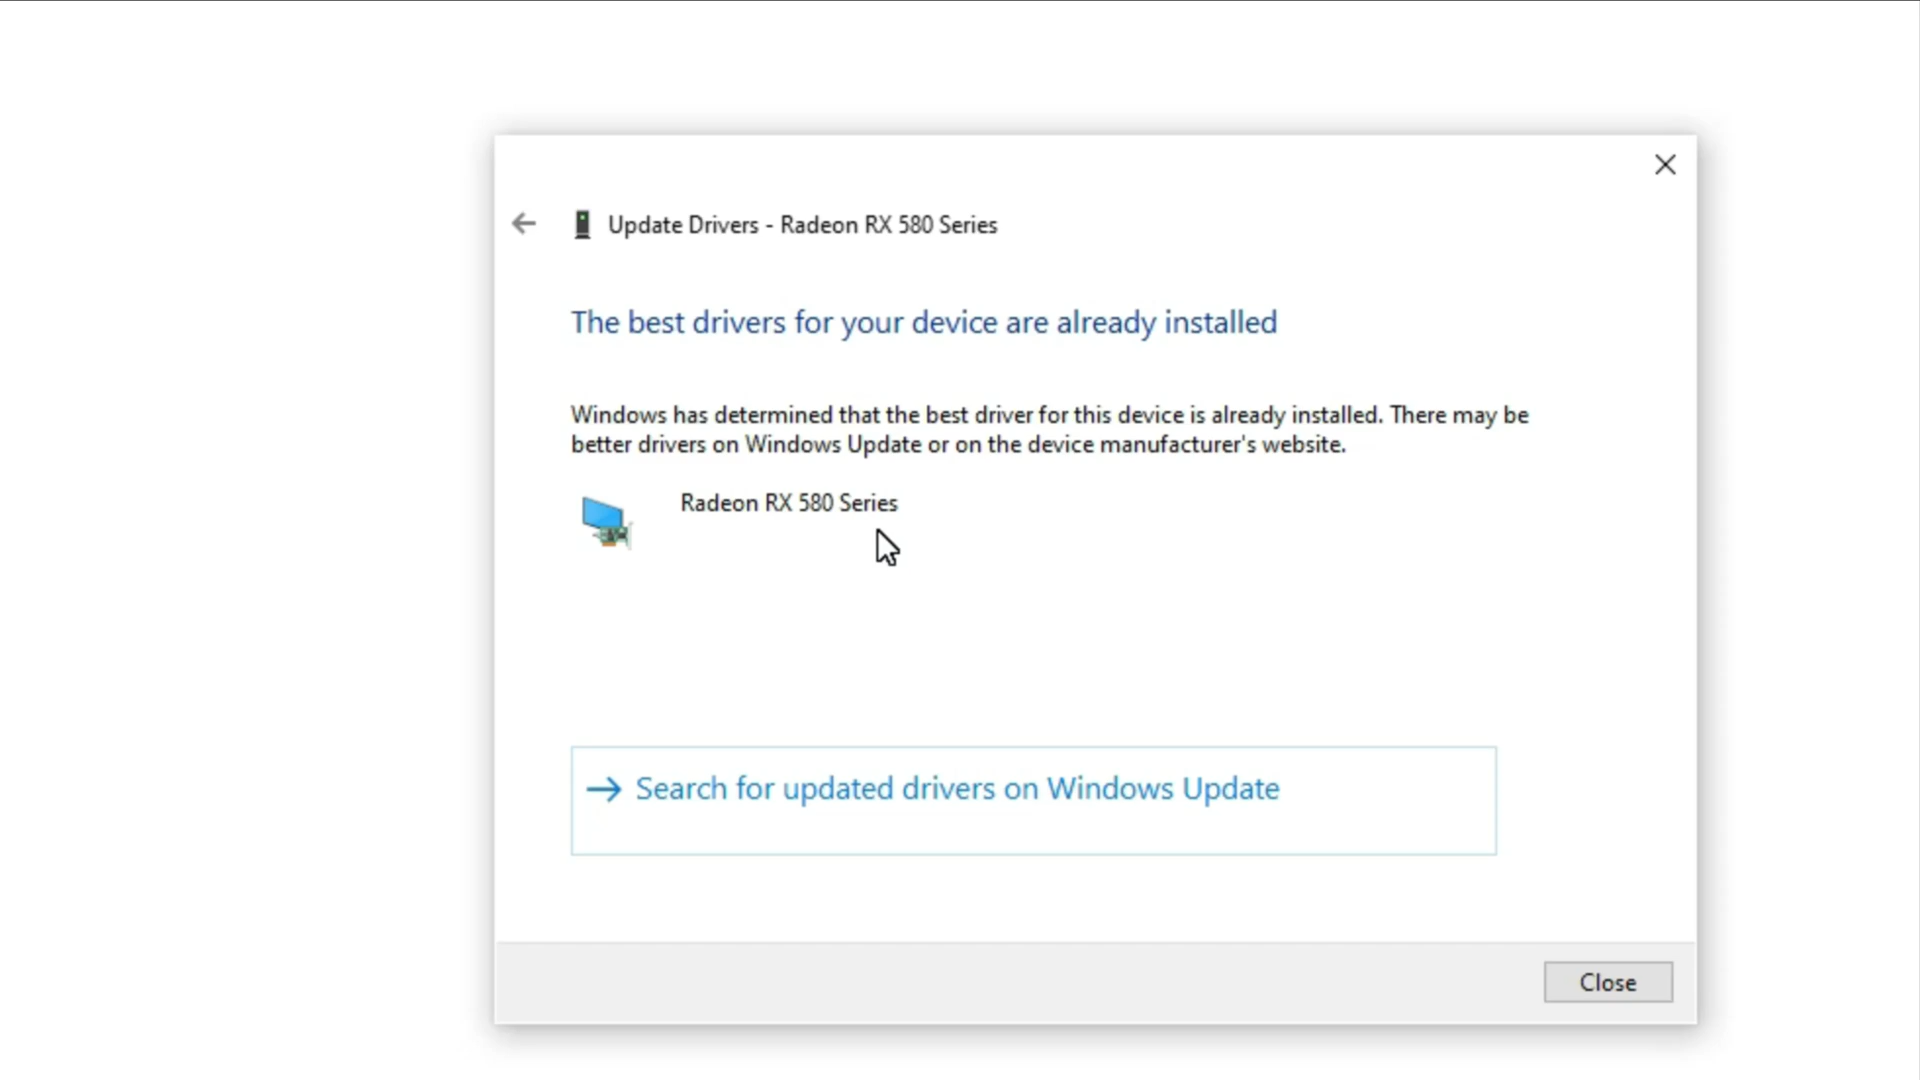 Update Drivers - Radeon RX 580 Series
The best drivers for your device are already installed
Windows has determined that the best driver for this device is already installed. There may be
better drivers on Windows Update or on the device manufacturer's website.
Radeon RX 580 Series
Search for updated drivers on Windows Update
Close